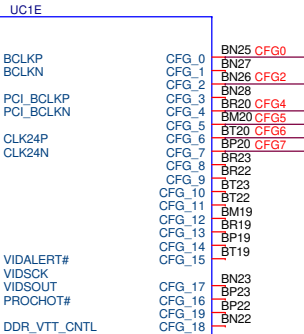 UC1E
BCLKP CFG_0 BN25 CFG0
BCLKN CFG_1 BN27
CFG_2 BN26 CFG2
PCI_BCLKP CFG_3 BN28
PCI_BCLKN CFG_4 BR20 CFG4
CFG_5 BM20 CFG5
CLK24P CFG_6 BT20 CFG6
CLK24N CFG_7 BP20 CFG7
CFG_8 BR23
CFG_9 BR22
CFG_10 BT23
CFG_11 BT22
CFG_12 BM19
CFG_13 BR19
CFG_14 BP19
VIDALERT# CFG_15 BT19
VIDSCK
VIDSOUT CFG_17 BN23
PROCHOT# CFG_16 BP23
CFG_19 BP22
DDR_VTT_CNTL CFG_18 BN22